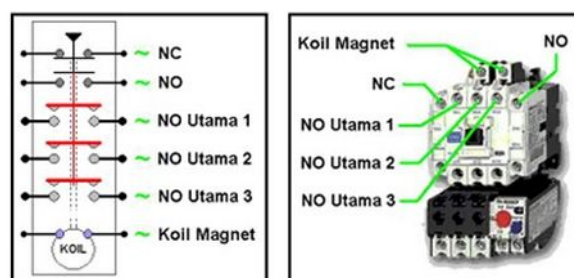 NC
NO
NO Utama 1
NO Utama 2
NO Utama 3
Koil Magnet
KOIL
Koil Magnet
NO
NC
NO Utama 1
NO Utama 2
NO Utama 3